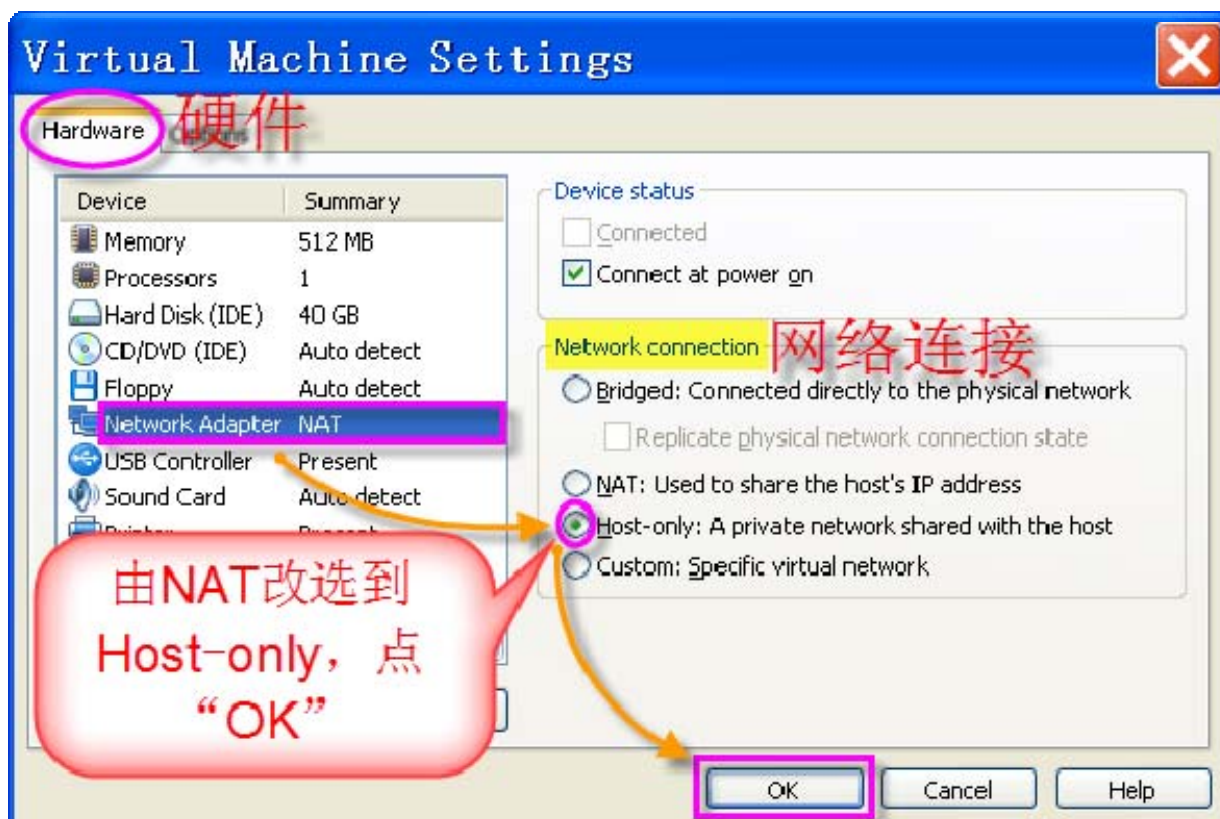 Virtual Machine Settings
Hardware
硬件
Options
Device Summary
Memory 512 MB
Processors 1
Hard Disk (IDE) 40 GB
CD/DVD (IDE) Auto detect
Floppy Auto detect
Network Adapter NAT
USB Controller Present
Sound Card Auto detect
Printer Present
Device status
Connected
Connect at power on
Network connection
网络连接
Bridged: Connected directly to the physical network
Replicate physical network connection state
NAT: Used to share the host's IP address
Host-only: A private network shared with the host
Custom: Specific virtual network
由NAT改选到
Host-only，点
“OK”
OK Cancel Help